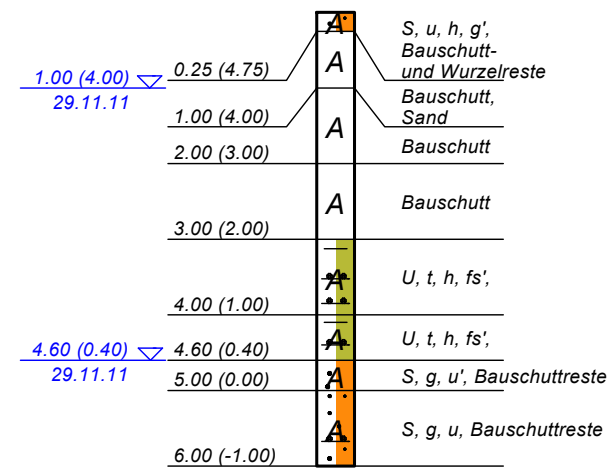 A
S, u, h, g',
Bauschutt-
und Wurzelreste
0.25 (4.75)
A
1.00 (4.00)
29.11.11
Bauschutt,
Sand
1.00 (4.00)
A
Bauschutt
2.00 (3.00)
A
Bauschutt
3.00 (2.00)
A
U, t, h, fs',
4.00 (1.00)
A
U, t, h, fs',
4.60 (0.40)
29.11.11
4.60 (0.40)
A
S, g, u', Bauschuttreste
5.00 (0.00)
A
S, g, u, Bauschuttreste
6.00 (-1.00)